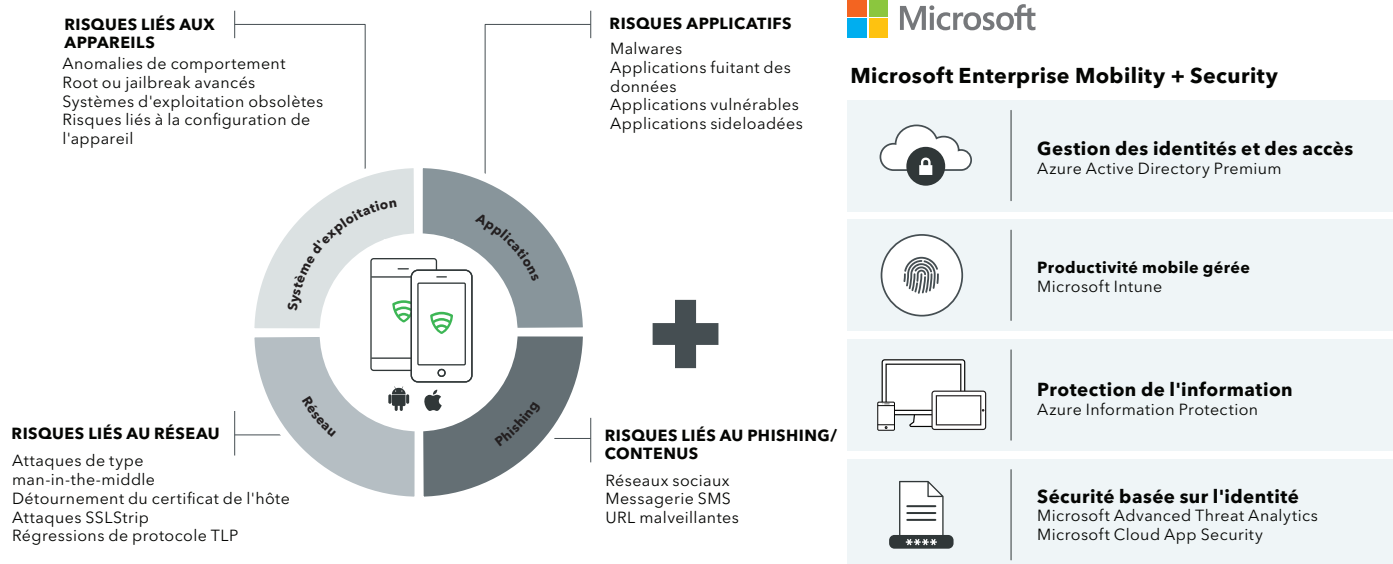 RISQUES LIÉS AUX
APPAREILS
Anomalies de comportement
Root ou jailbreak avancés
Systèmes d'exploitation obsolètes
Risques liés à la configuration de
l'appareil
RISQUES APPLICATIFS
Malwares
Applications fuitant des
données
Applications vulnérables
Applications sideloadées
Système d'exploitation
Applications
Réseau
Phishing
RISQUES LIÉS AU RÉSEAU
Attaques de type
man-in-the-middle
Détournement du certificat de l'hôte
Attaques SSLStrip
Régressions de protocole TLP
RISQUES LIÉS AU PHISHING/
CONTENUS
Réseaux sociaux
Messagerie SMS
URL malveillantes
Microsoft
Microsoft Enterprise Mobility + Security
Gestion des identités et des accès
Azure Active Directory Premium
Productivité mobile gérée
Microsoft Intune
Protection de l'information
Azure Information Protection
Sécurité basée sur l'identité
Microsoft Advanced Threat Analytics
Microsoft Cloud App Security
****